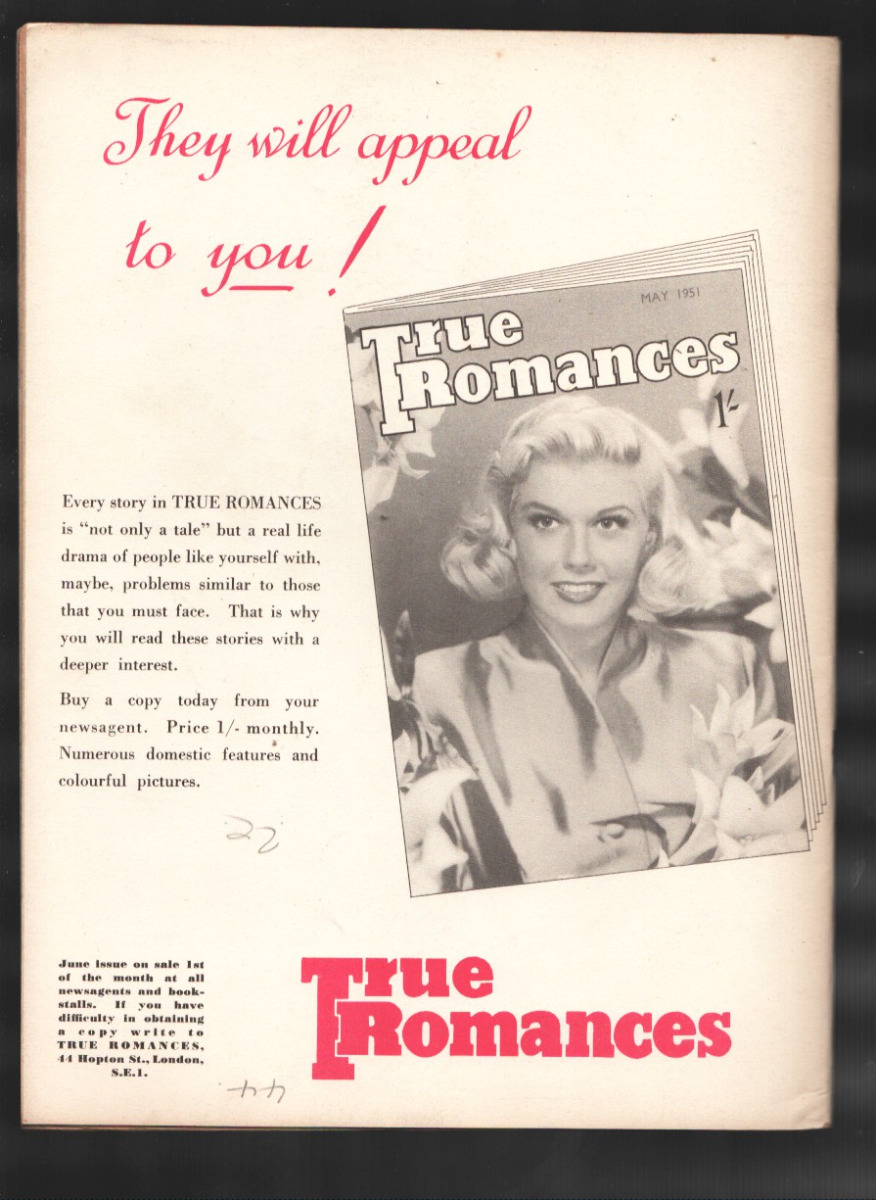 They will appeal
to you!
MAY 1951
True
Romances
1/-
Every story in TRUE ROMANCES
is “not only a tale” but a real life
drama of people like yourself with,
maybe, problems similar to those
that you must face. That is why
you will read these stories with a
deeper interest.
Buy a copy today from your
newsagent. Price 1/- monthly.
Numerous domestic features and
colourful pictures.
June issue on sale 1st
of the month at all
newsagents and book-
stalls. If you have
difficulty in obtaining
a copy write to
TRUE ROMANCES,
44 Hopton St., London,
S.E.1.
True
Romances